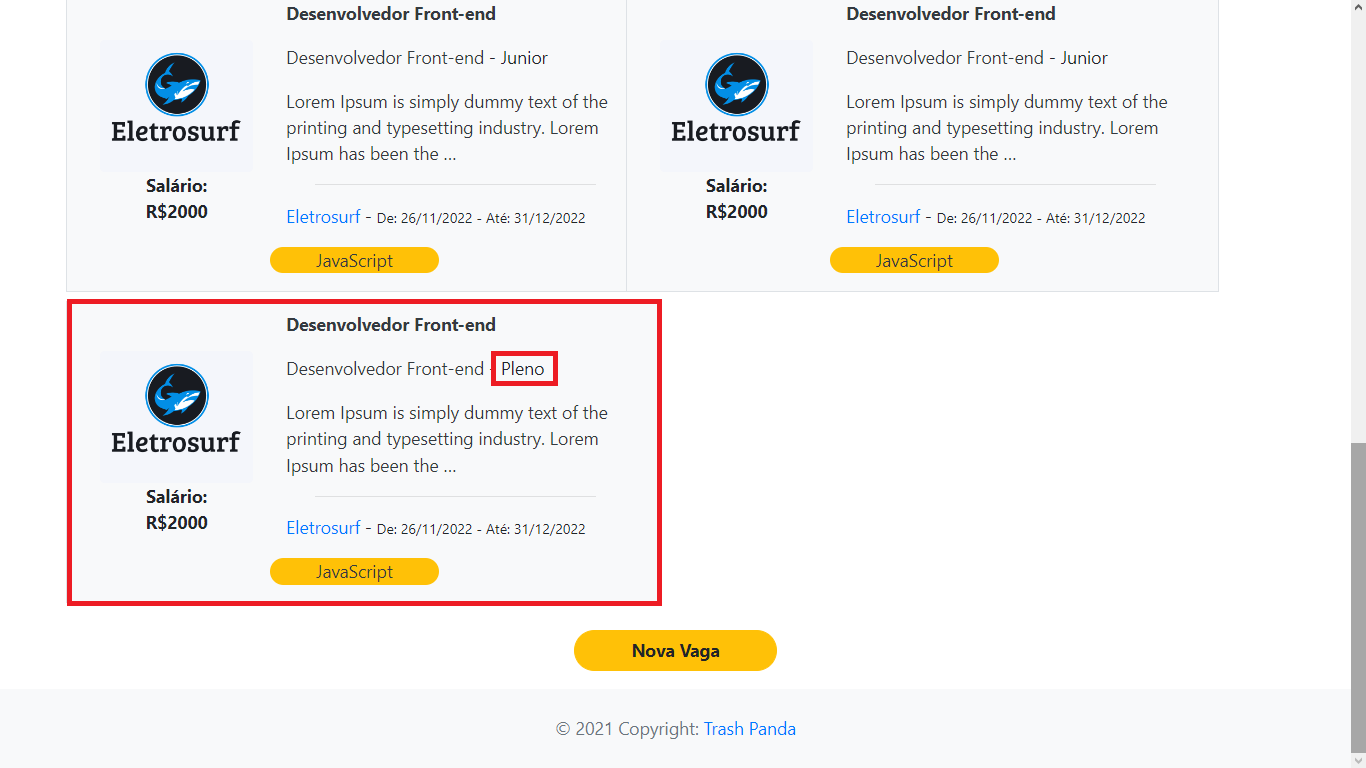 Desenvolvedor Front-end
Desenvolvedor Front-end - Junior
Lorem Ipsum is simply dummy text of the
printing and typesetting industry. Lorem
Ipsum has been the ...
Eletrosurf
Salário:
R$2000
Eletrosurf - De: 26/11/2022 - Até: 31/12/2022
JavaScript
Desenvolvedor Front-end
Desenvolvedor Front-end - Junior
Lorem Ipsum is simply dummy text of the
printing and typesetting industry. Lorem
Ipsum has been the ...
Eletrosurf
Salário:
R$2000
Eletrosurf - De: 26/11/2022 - Até: 31/12/2022
JavaScript
Desenvolvedor Front-end
Desenvolvedor Front-end - Pleno
Lorem Ipsum is simply dummy text of the
printing and typesetting industry. Lorem
Ipsum has been the ...
Eletrosurf
Salário:
R$2000
Eletrosurf - De: 26/11/2022 - Até: 31/12/2022
JavaScript
Nova Vaga
© 2021 Copyright: Trash Panda